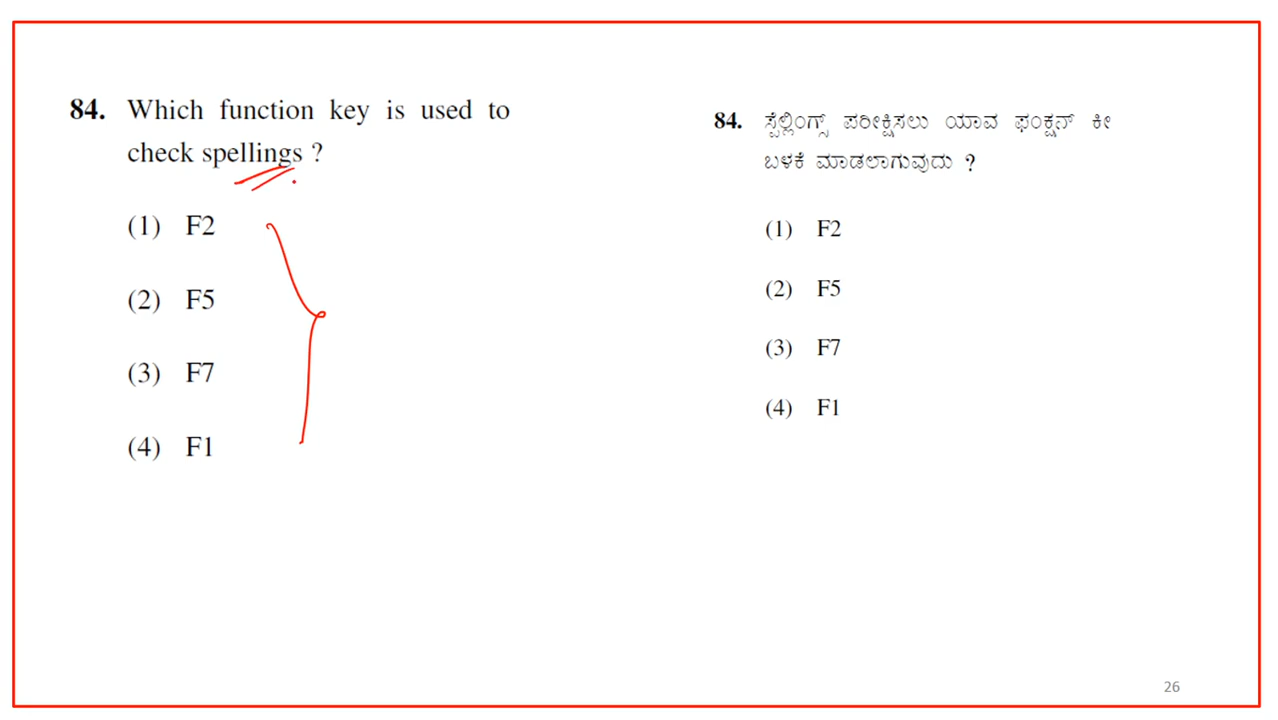 84. Which function key is used to
check spellings ?
(1) F2
(2) F5
(3) F7
(4) F1
84. ಸ್ಪೆಲ್ಲಿಂಗ್ಸ್ ಪರೀಕ್ಷಿಸಲು ಯಾವ ಫಂಕ್ಷನ್ ಕೀ
ಬಳಕೆ ಮಾಡಲಾಗುವುದು ?
(1) F2
(2) F5
(3) F7
(4) F1
26